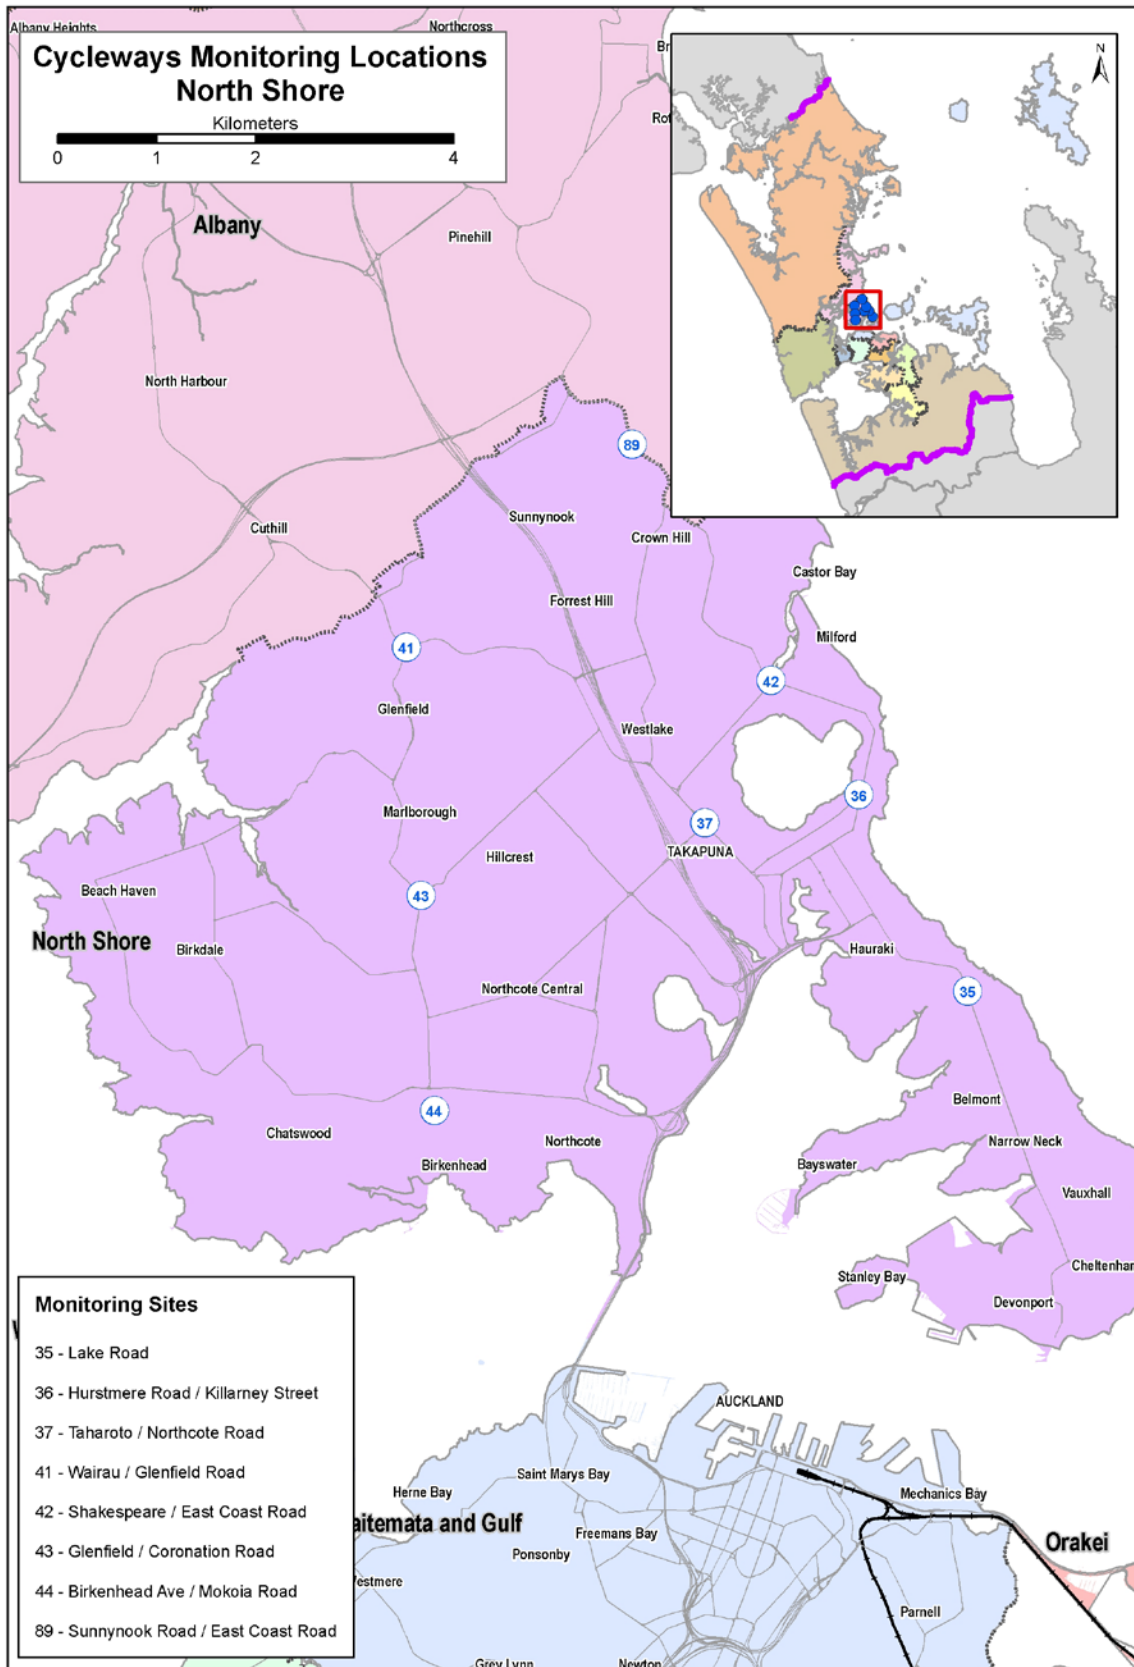 Albany Heights
Northcross
Cycleways Monitoring Locations
North Shore
Kilometers
0 1 2 4
N
Albany
Pinehill
North Harbour
89
Sunnynook
Cuthill
Crown Hill
Castor Bay
Forrest Hill
Milford
41
42
Glenfield
Westlake
36
Marlborough
37
TAKAPUNA
Hillcrest
Beach Haven
43
North Shore
Birkdale
Hauraki
Northcote Central
35
Belmont
44
Chatswood
Northcote
Narrow Neck
Birkenhead
Bayswater
Vauxhall
Stanley Bay
Devonport
Monitoring Sites
35 - Lake Road
36 - Hurstmere Road / Killarney Street
37 - Taharoto / Northcote Road
41 - Wairau / Glenfield Road
42 - Shakespeare / East Coast Road
43 - Glenfield / Coronation Road
44 - Birkenhead Ave / Mokoia Road
89 - Sunnynook Road / East Coast Road
AUCKLAND
Saint Marys Bay
Herne Bay
Mechanics Bay
aitemata and Gulf
Freemans Bay
Orakei
Ponsonby
estmere
Parnell
Grey Lynn
Newton